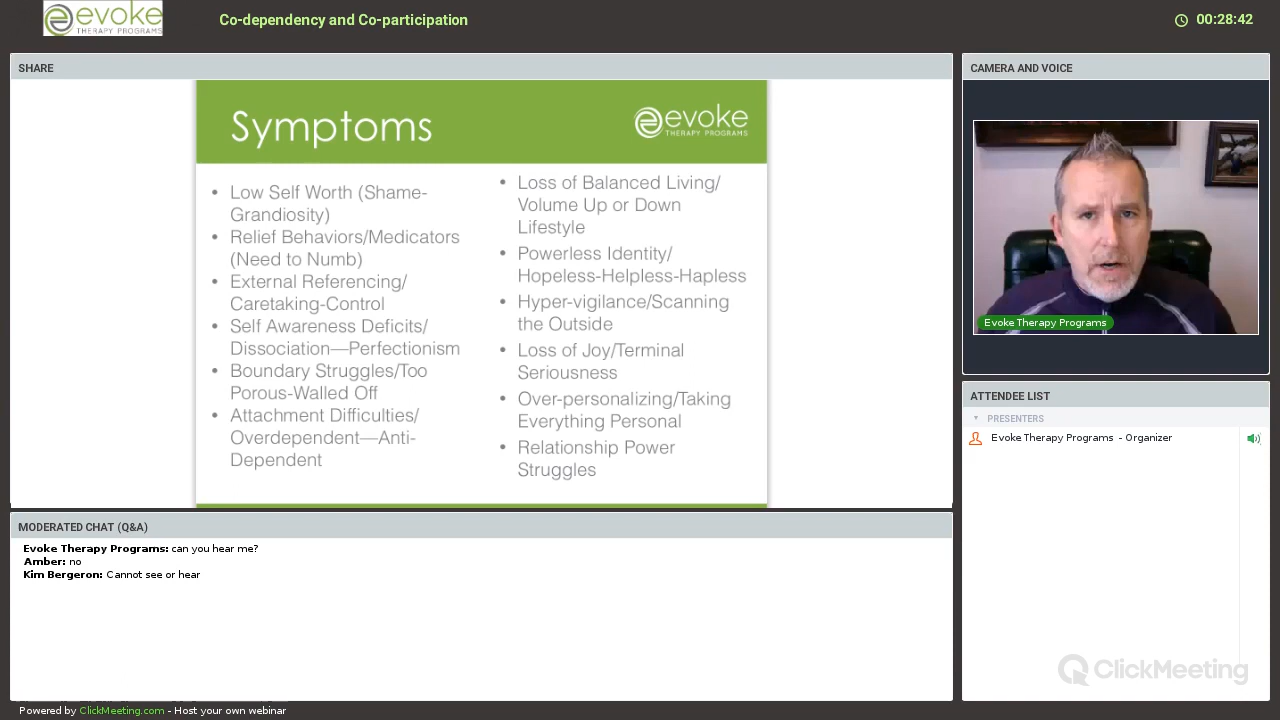 evoke
THERAPY PROGRAMS
Co-dependency and Co-participation
00:28:42
SHARE
Symptoms
evoke
THERAPY PROGRAMS
• Low Self Worth (Shame-
Grandiosity)
• Relief Behaviors/Medicators
(Need to Numb)
• External Referencing/
Caretaking-Control
• Self Awareness Deficits/
Dissociation—Perfectionism
• Boundary Struggles/Too
Porous-Walled Off
• Attachment Difficulties/
Overdependent—Anti-
Dependent
• Loss of Balanced Living/
Volume Up or Down
Lifestyle
• Powerless Identity/
Hopeless-Helpless-Hapless
• Hyper-vigilance/Scanning
the Outside
• Loss of Joy/Terminal
Seriousness
• Over-personalizing/Taking
Everything Personal
• Relationship Power
Struggles
CAMERA AND VOICE
Evoke Therapy Programs
ATTENDEE LIST
PRESENTERS
Evoke Therapy Programs - Organizer
MODERATED CHAT (Q&A)
Evoke Therapy Programs: can you hear me?
Amber: no
Kim Bergeron: Cannot see or hear
ClickMeeting
Powered by ClickMeeting.com - Host your own webinar